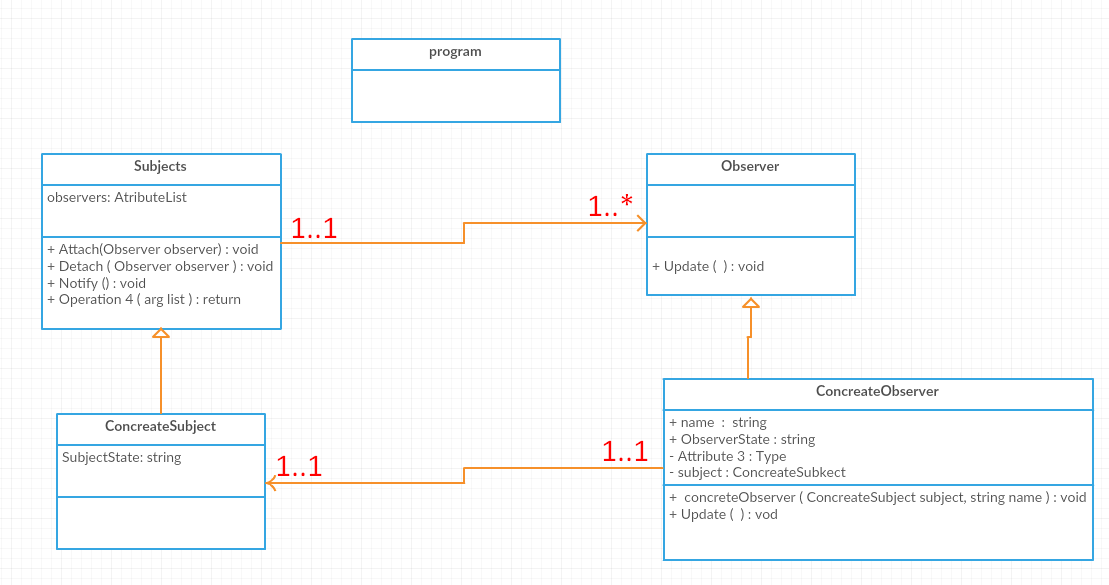 program
Subjects
observers: AtributeList
+ Attach(Observer observer) : void
+ Detach ( Observer observer ) : void
+ Notify () : void
+ Operation 4 ( arg list ) : return
1..1
1..*
Observer
+ Update ( ) : void
ConcreateSubject
SubjectState: string
1..1
1..1
ConcreateObserver
+ name : string
+ ObserverState : string
- Attribute 3 : Type
- subject : ConcreateSubkect
+ concreteObserver ( ConcreateSubject subject, string name ) : void
+ Update ( ) : vod